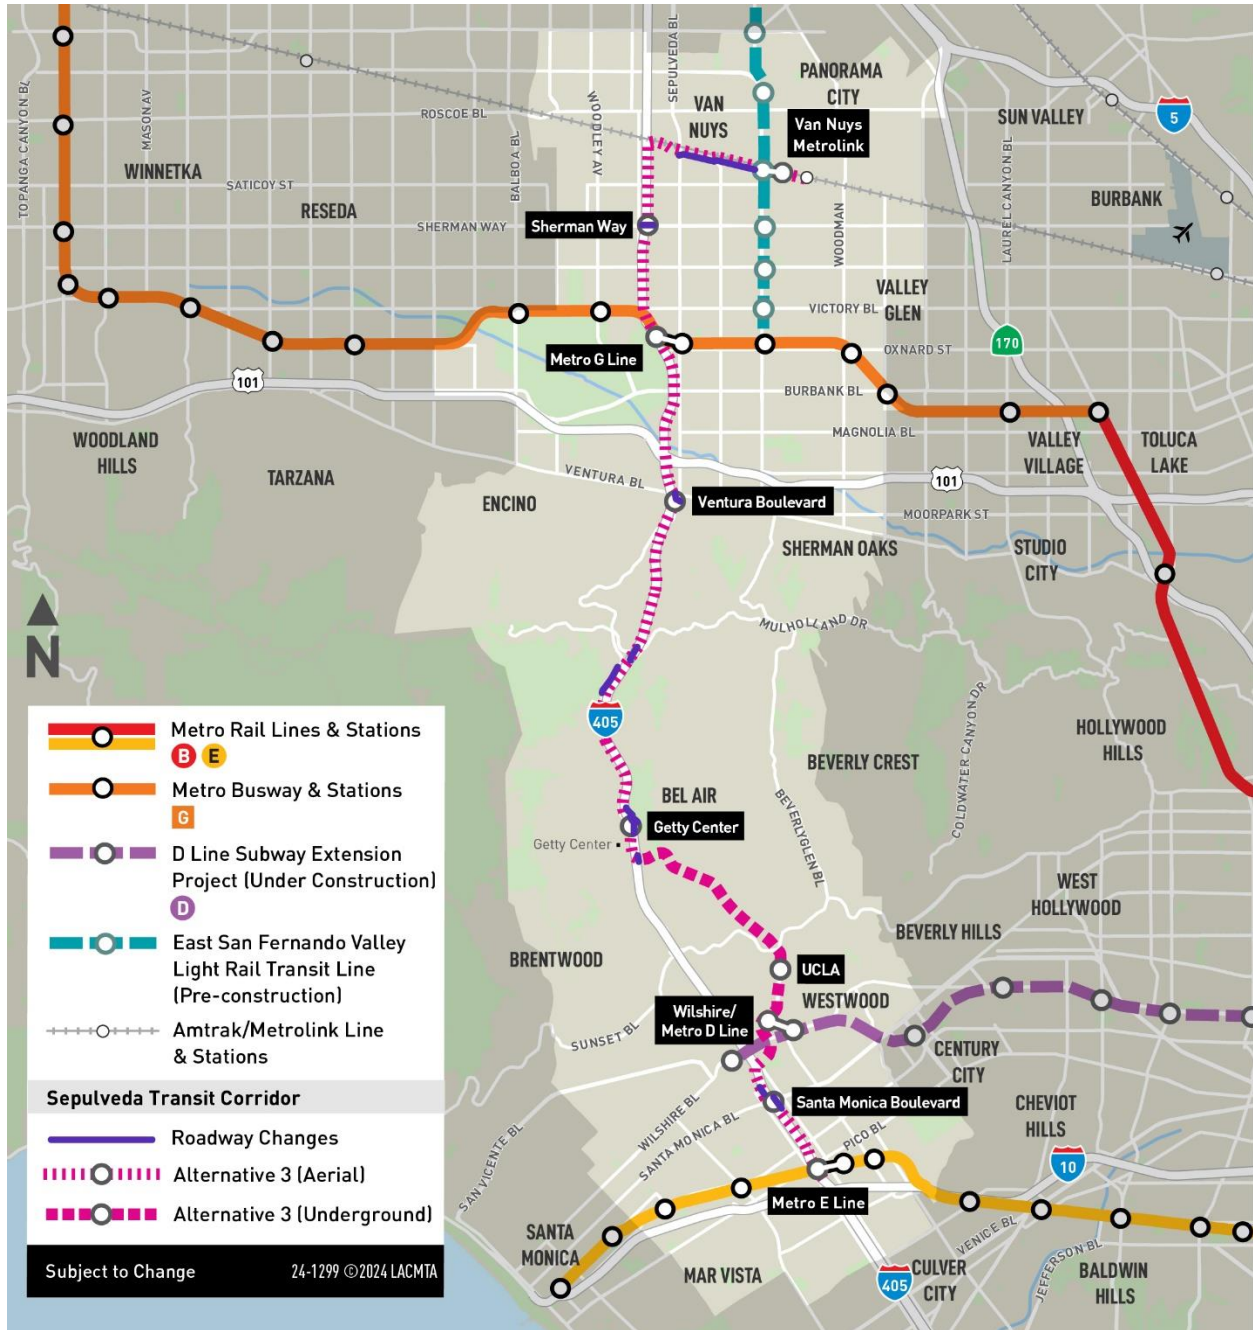 TOPANGA CANYON BL
MASON AV
WINNETKA
SATICOY ST
RESEDA
ROSCOE BL
BALBOA BL
WOODLEY AV
SHERMAN WAY
SEPULVEDA BL
VAN
NUYS
PANORAMA
CITY
Van Nuys
Metrolink
SUN VALLEY
5
LAUREL CANYON BL
BURBANK
WOODMAN
Sherman Way
VALLEY
GLEN
VICTORY BL
170
OXNARD ST
Metro G Line
101
BURBANK BL
MAGNOLIA BL
WOODLAND
HILLS
TARZANA
VENTURA BL
ENCINO
Ventura Boulevard
VALLEY
VILLAGE
TOLUCA
LAKE
101
MOORPARK ST
SHERMAN OAKS
STUDIO
CITY
MULHOLLAND DR
N
405
COLDWATER CANYON DR
HOLLYWOOD
HILLS
BEVERLY CREST
BEL AIR
BEVERLYGLEN BL
Getty Center
Getty Center
WEST
HOLLYWOOD
BEVERLY HILLS
BRENTWOOD
UCLA
WESTWOOD
Wilshire/
Metro D Line
SUNSET BL
CENTURY
CITY
WILSHIRE BL
SANTA MONICA BL
Santa Monica Boulevard
CHEVIOT
HILLS
PICO BL
10
SAN VICENTE BL
Metro E Line
VENICE BL
JEFFERSON BL
SANTA
MONICA
MAR VISTA
405
CULVER
CITY
BALDWIN
HILLS
Metro Rail Lines & Stations
B E
Metro Busway & Stations
G
D Line Subway Extension
Project (Under Construction)
D
East San Fernando Valley
Light Rail Transit Line
(Pre-construction)
Amtrak/Metrolink Line
& Stations
Sepulveda Transit Corridor
Roadway Changes
Alternative 3 (Aerial)
Alternative 3 (Underground)
Subject to Change
24-1299 ©2024 LACMTA